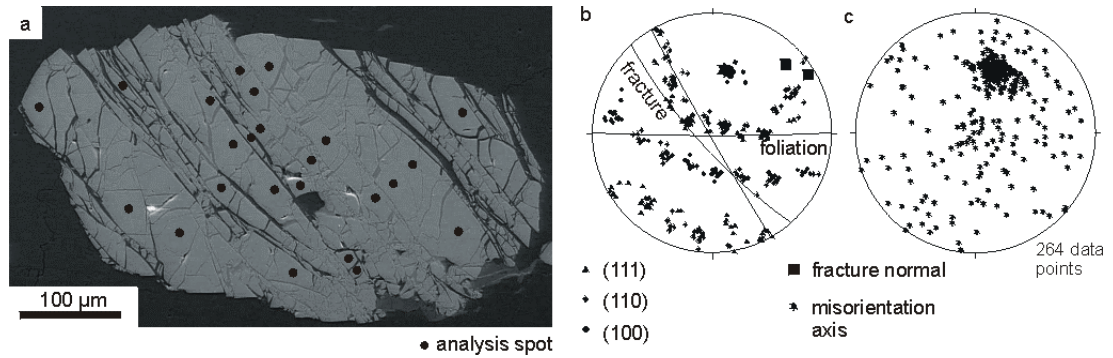 a
100 µm
● analysis spot
b
fracture
foliation
▲ (111)
✦ (110)
● (100)
■ fracture normal
✶ misorientation
axis
c
264 data
points